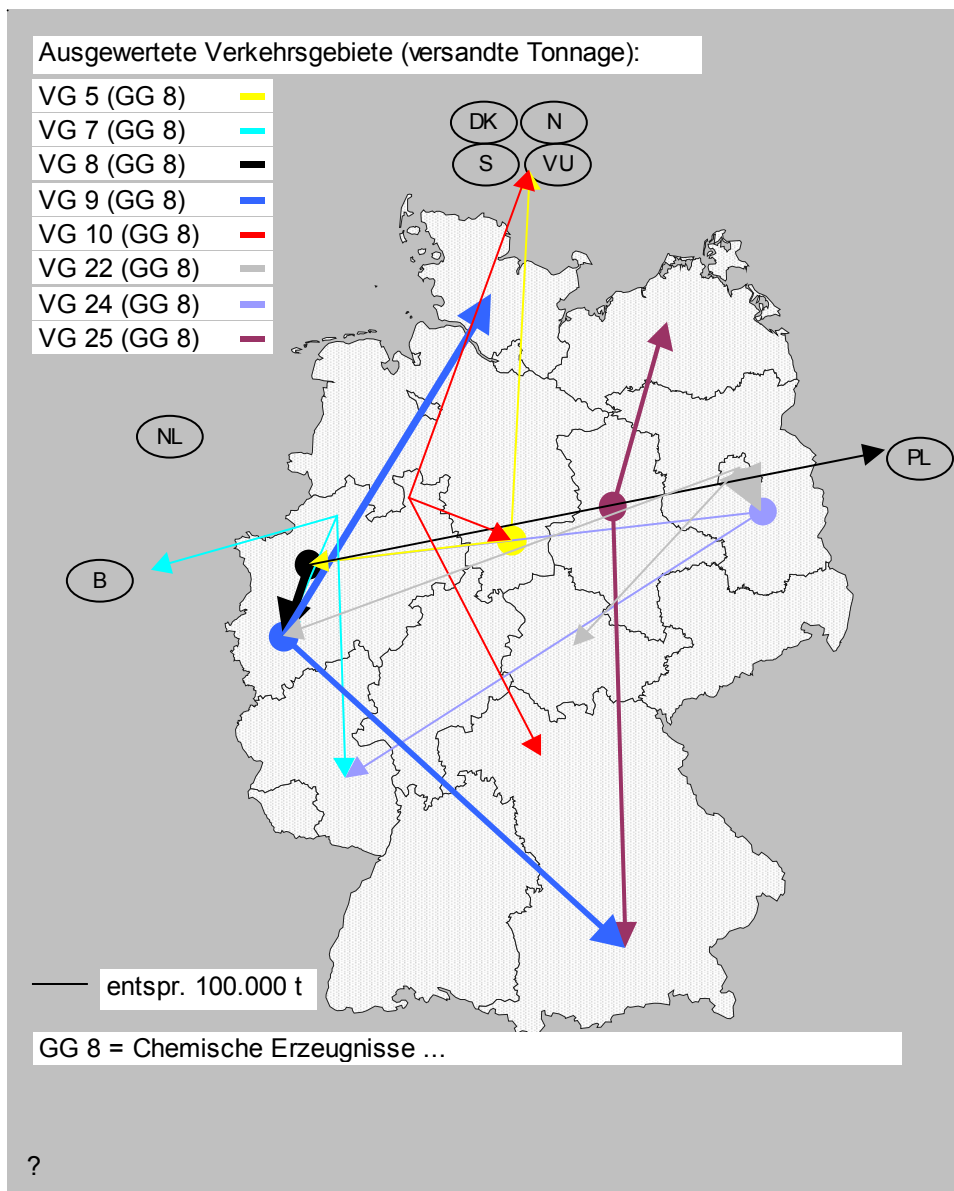 Ausgewertete Verkehrsgebiete (versandte Tonnage):
VG 5 (GG 8)
VG 7 (GG 8)
VG 8 (GG 8)
VG 9 (GG 8)
VG 10 (GG 8)
VG 22 (GG 8)
VG 24 (GG 8)
VG 25 (GG 8)
DK N
S VU
NL
PL
B
entspr. 100.000 t
GG 8 = Chemische Erzeugnisse ...
?